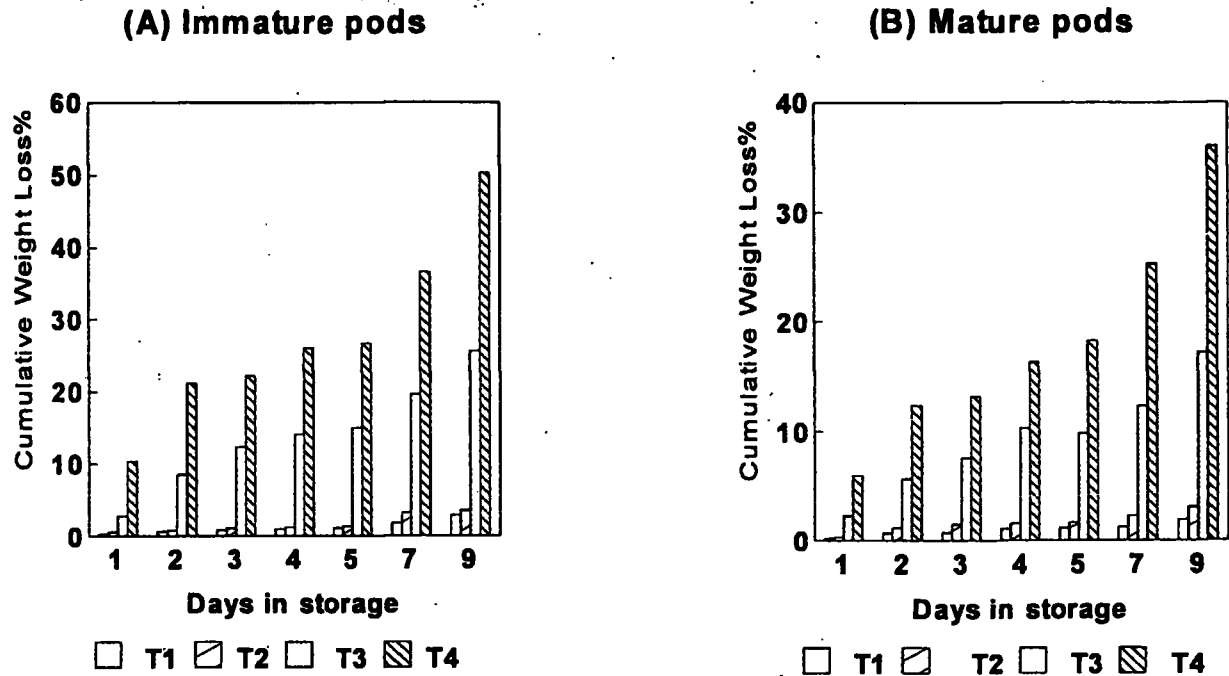 (A) Immature pods
Cumulative Weight Loss%
60
50
40
30
20
10
0
1 2 3 4 5 7 9
Days in storage
T1 T2 T3 T4
(B) Mature pods
Cumulative Weight Loss%
40
30
20
10
0
1 2 3 4 5 7 9
Days in storage
T1 T2 T3 T4